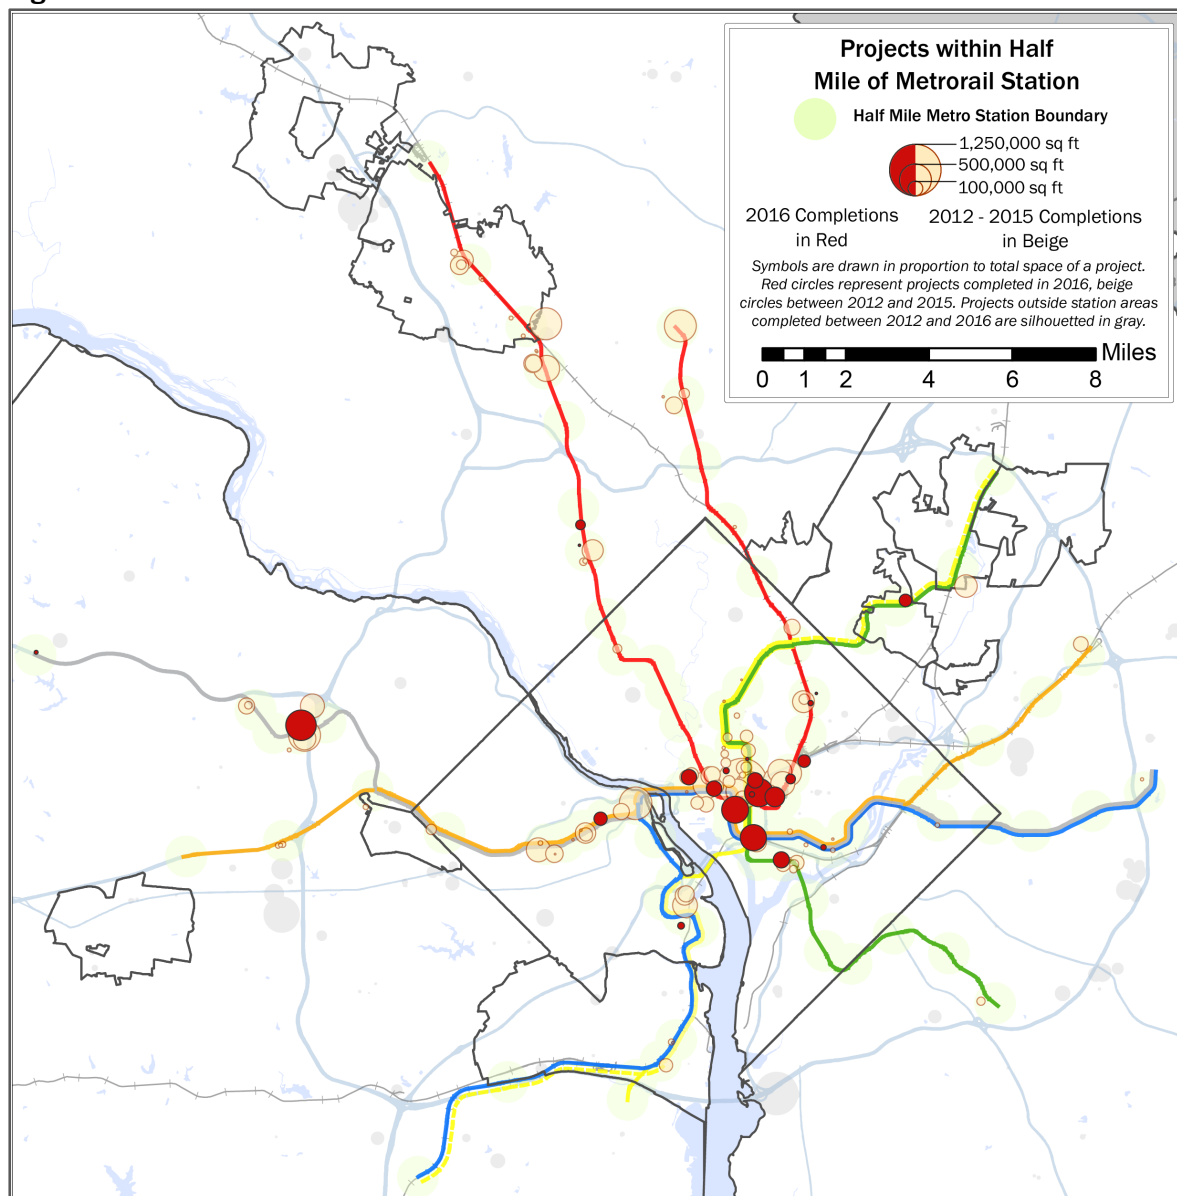 Projects within Half
Mile of Metrorail Station
Half Mile Metro Station Boundary
1,250,000 sq ft
500,000 sq ft
100,000 sq ft
2016 Completions
in Red
2012 - 2015 Completions
in Beige
Symbols are drawn in proportion to total space of a project.
Red circles represent projects completed in 2016, beige
circles between 2012 and 2015. Projects outside station areas
completed between 2012 and 2016 are silhouetted in gray.
Miles
0 1 2 4 6 8